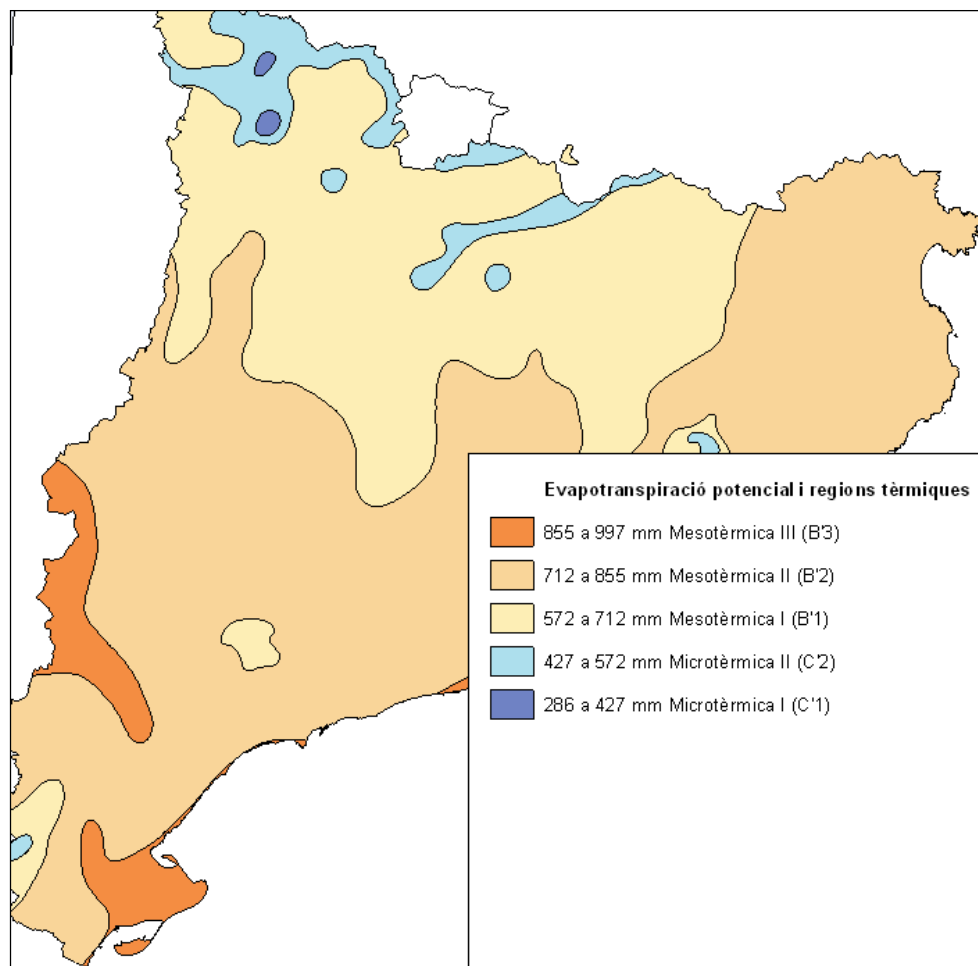 Evapotranspiració potencial i regions tèrmiques
855 a 997 mm Mesotèrmica III (B'3)
712 a 855 mm Mesotèrmica II (B'2)
572 a 712 mm Mesotèrmica I (B'1)
427 a 572 mm Microtèrmica II (C'2)
286 a 427 mm Microtèrmica I (C'1)